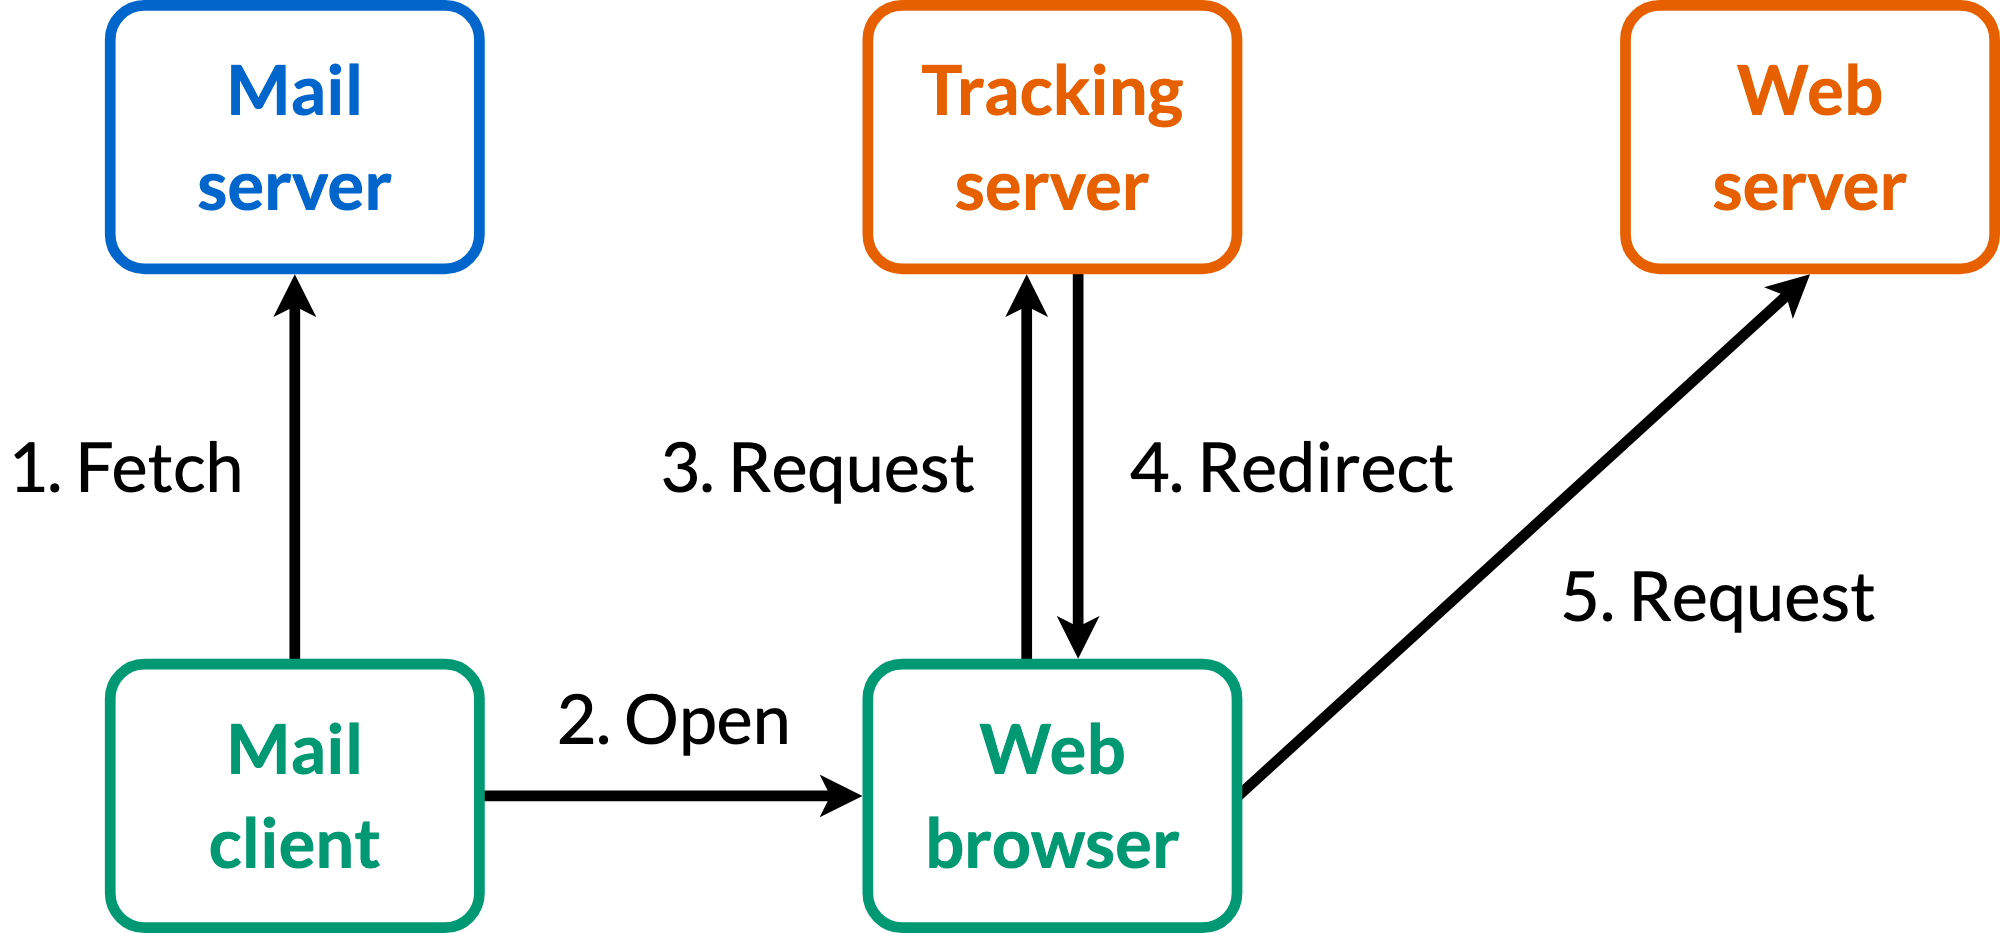 Mail
server
Tracking
server
Web
server
1. Fetch
3. Request
4. Redirect
5. Request
2. Open
Mail
client
Web
browser